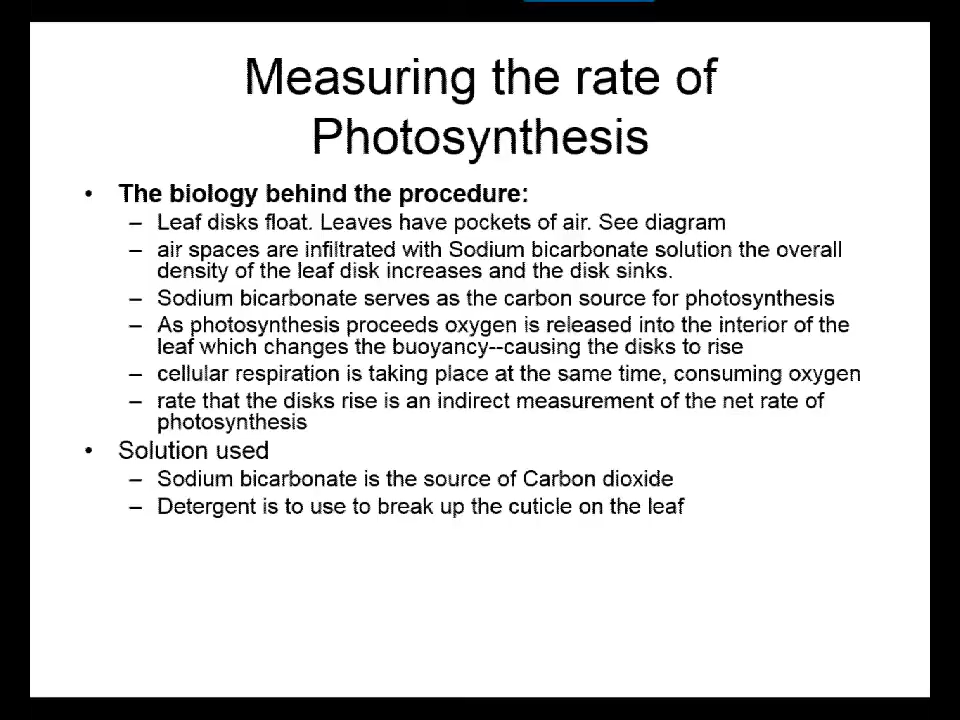 Measuring the rate of
Photosynthesis
• The biology behind the procedure:
– Leaf disks float. Leaves have pockets of air. See diagram
– air spaces are infiltrated with Sodium bicarbonate solution the overall
density of the leaf disk increases and the disk sinks.
– Sodium bicarbonate serves as the carbon source for photosynthesis
– As photosynthesis proceeds oxygen is released into the interior of the
leaf which changes the buoyancy--causing the disks to rise
– cellular respiration is taking place at the same time, consuming oxygen
– rate that the disks rise is an indirect measurement of the net rate of
photosynthesis
• Solution used
– Sodium bicarbonate is the source of Carbon dioxide
– Detergent is to use to break up the cuticle on the leaf